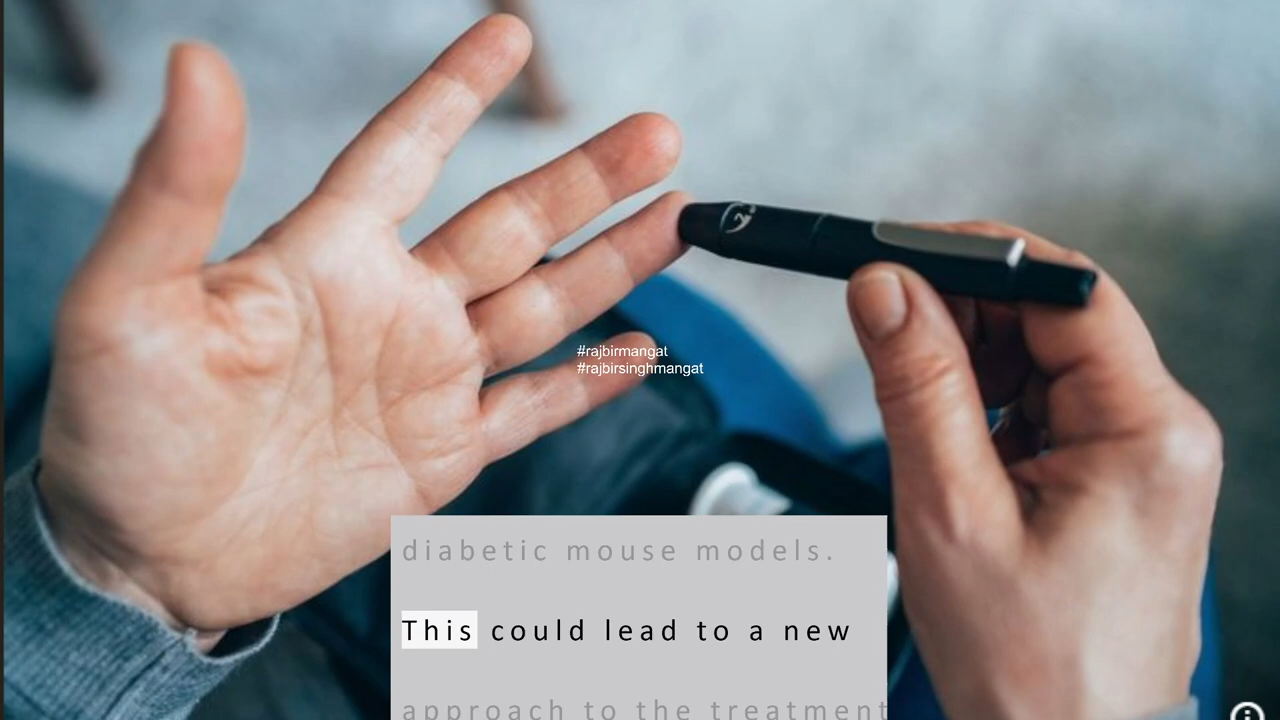 #rajbirmangat
#rajbirsinghmangat
diabetic mouse models.
This could lead to a new
approach to the treatment